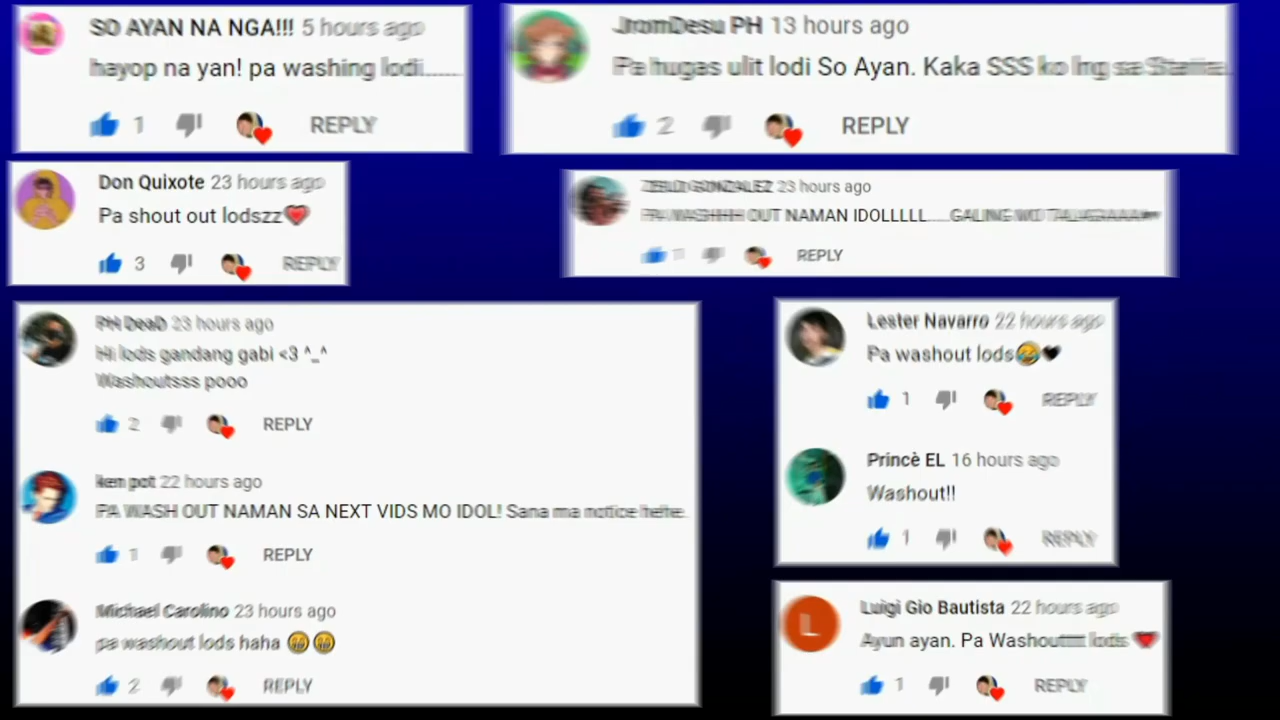 SO AYAN NA NGA!!! 5 hours ago
hayop na yan! pa washing lodi......
1 REPLY
JromDesu PH 13 hours ago
Pa hugas ulit lodi So Ayan. Kaka SSS ko lng sa
2 REPLY
Don Quixote 23 hours ago
Pa shout out lodszz❤
3 REPLY
GONZALEZ 23 hours ago
PA WASHHHH OUT NAMAN IDOLLLLL.....GALING MO
REPLY
PH DeaD 23 hours ago
Hi lods gandang gabi <3 ^_^
Washoutsss pooo
2 REPLY
ken pot 22 hours ago
PA WASH OUT NAMAN SA NEXT VIDS MO IDOL! Sana ma notice hehe.
1 REPLY
Michael Carolino 23 hours ago
pa washout lods haha 😂😂
2 REPLY
Lester Navarro 22 hours ago
Pa washout lods😂🖤
1 REPLY
Princè EL 16 hours ago
Washout!!
1 REPLY
L
Luigi Gio Bautista 22 hours ago
Ayun ayan. Pa Washouttttt lods ❤
1 REPLY